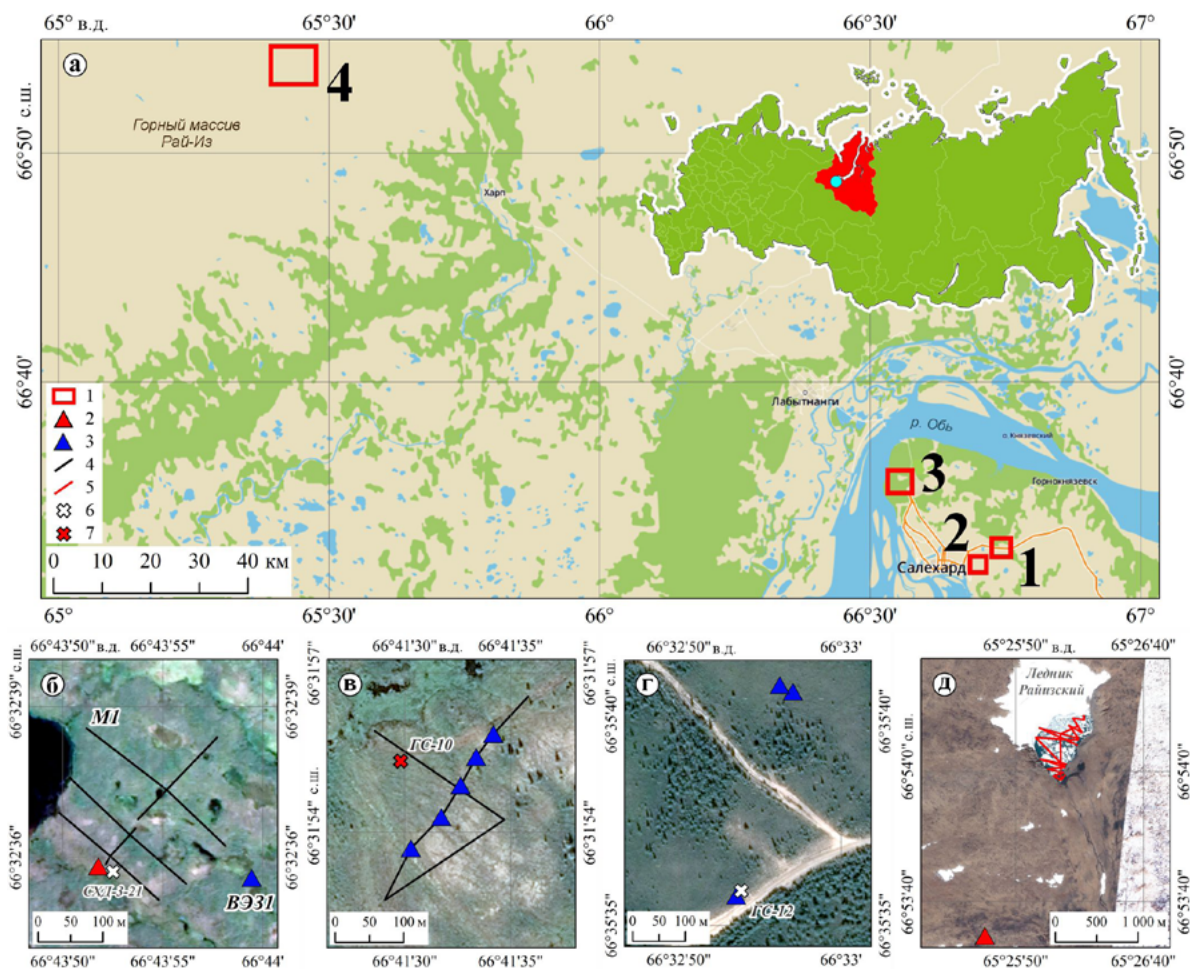 65° в.д.
65°30'
66°
66°30'
67°
а
4
Горный массив
Рай-Из
Харп
66°50' с.ш.
66°50'
66°40'
66°40'
Лабытнанги
р. Обь
Князевский
Горнокнязевск
3
2
1
Салехард
1
2
3
4
5
6
7
0 10 20 30 40 км
65°
65°30'
66°
66°30'
67°
66°43'50" в.д. 66°43'55" 66°44'
66°32'39" с.ш.
66°32'39"
б
М1
66°32'36"
66°32'36"
СХД-3-21
ВЭЗ1
0 50 100 м
66°43'50" 66°43'55" 66°44'
66°41'30" в.д. 66°41'35"
66°31'57" с.ш.
66°31'57"
в
ГС-10
66°31'54"
66°31'54"
0 50 100 м
66°41'30" 66°41'35"
66°32'50" в.д. 66°33'
66°35'40" с.ш.
66°35'40"
г
ГС-12
66°35'35"
66°35'35"
0 50 100 м
66°32'50" 66°33'
65°25'50" в.д. 65°26'40"
Ледник
Райизский
д
66°54'0" с.ш.
66°54'0"
66°53'40"
66°53'40"
0 500 1 000 м
65°25'50" 65°26'40"